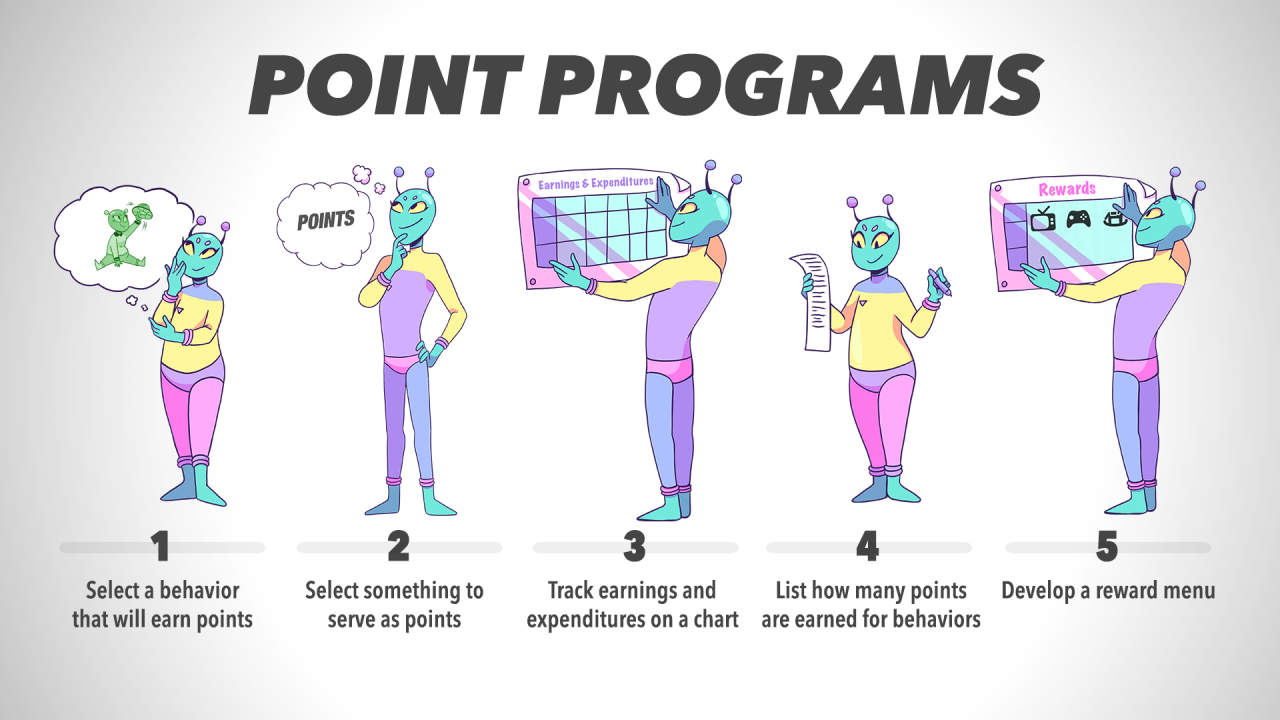 POINT PROGRAMS
POINTS
Earnings & Expenditures
Rewards
1
Select a behavior
that will earn points
2
Select something to
serve as points
3
Track earnings and
expenditures on a chart
4
List how many points
are earned for behaviors
5
Develop a reward menu